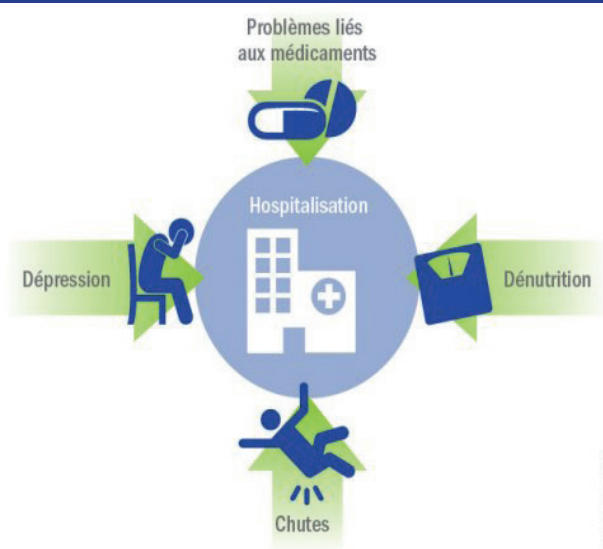 Problèmes liés
aux médicaments
Hospitalisation
Dépression
Dénutrition
Chutes